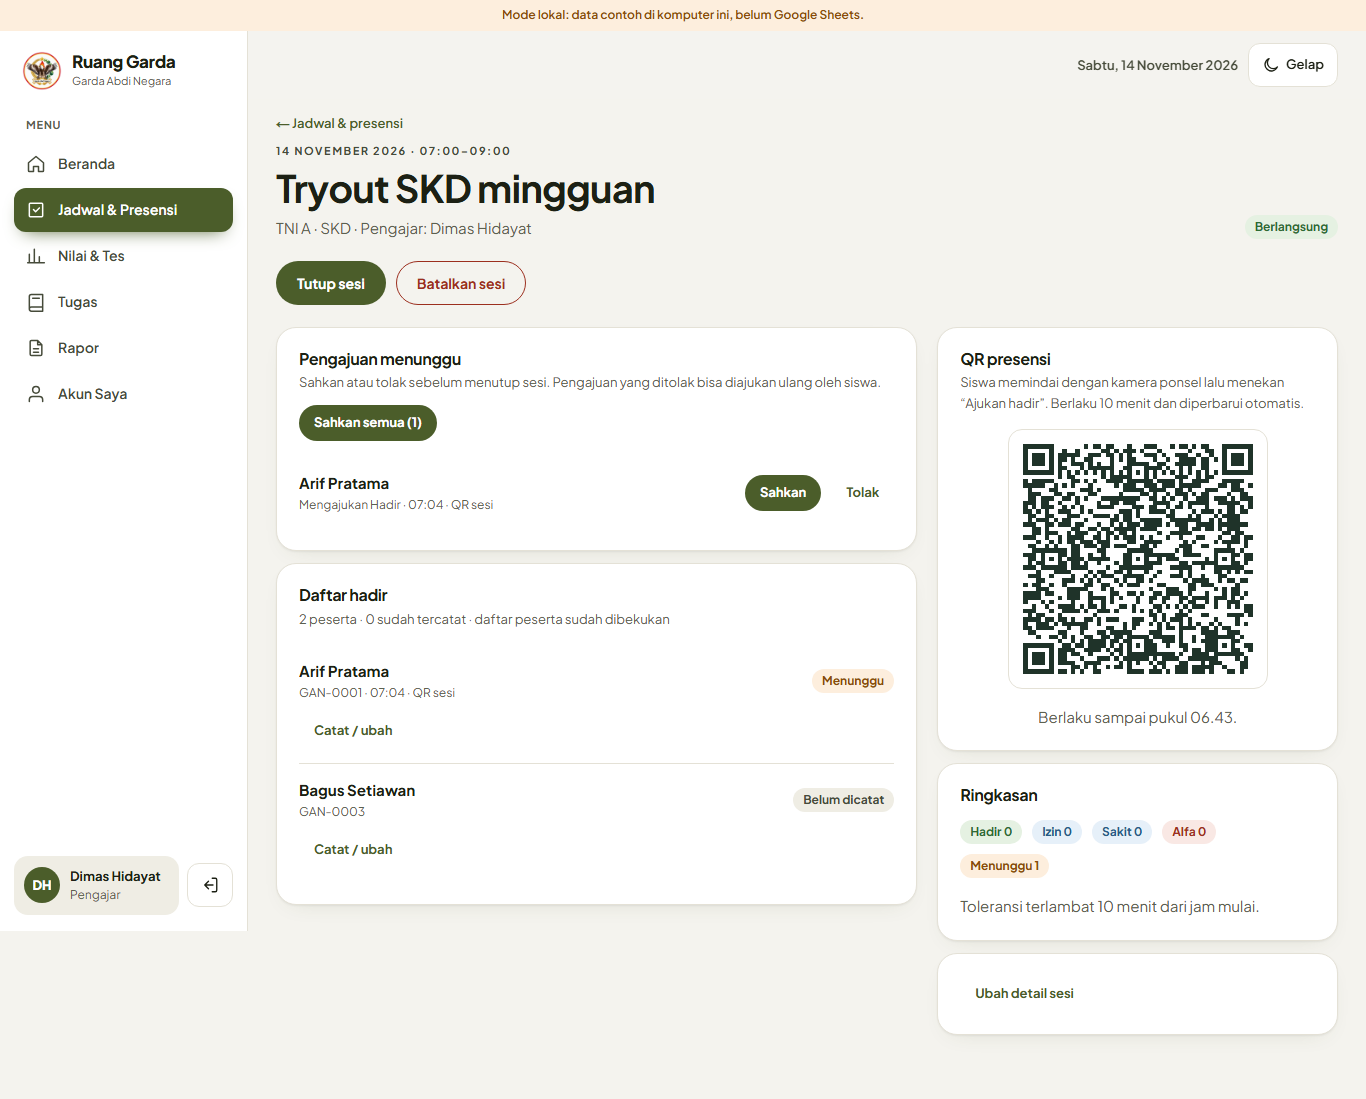 Mode lokal: data contoh di komputer ini, belum Google Sheets.
Ruang Garda
Garda Abdi Negara
MENU
Beranda
Jadwal & Presensi
Nilai & Tes
Tugas
Rapor
Akun Saya
DH
Dimas Hidayat
Pengajar
Sabtu, 14 November 2026
Gelap
← Jadwal & presensi
14 NOVEMBER 2026 · 07:00–09:00
Tryout SKD mingguan
TNI A · SKD · Pengajar: Dimas Hidayat
Berlangsung
Tutup sesi
Batalkan sesi
Pengajuan menunggu
Sahkan atau tolak sebelum menutup sesi. Pengajuan yang ditolak bisa diajukan ulang oleh siswa.
Sahkan semua (1)
Arif Pratama
Mengajukan Hadir · 07:04 · QR sesi
Sahkan
Tolak
Daftar hadir
2 peserta · 0 sudah tercatat · daftar peserta sudah dibekukan
Arif Pratama
GAN-0001 · 07:04 · QR sesi
Menunggu
Catat / ubah
Bagus Setiawan
GAN-0003
Belum dicatat
Catat / ubah
QR presensi
Siswa memindai dengan kamera ponsel lalu menekan
“Ajukan hadir”. Berlaku 10 menit dan diperbarui otomatis.
Berlaku sampai pukul 06.43.
Ringkasan
Hadir 0
Izin 0
Sakit 0
Alfa 0
Menunggu 1
Toleransi terlambat 10 menit dari jam mulai.
Ubah detail sesi